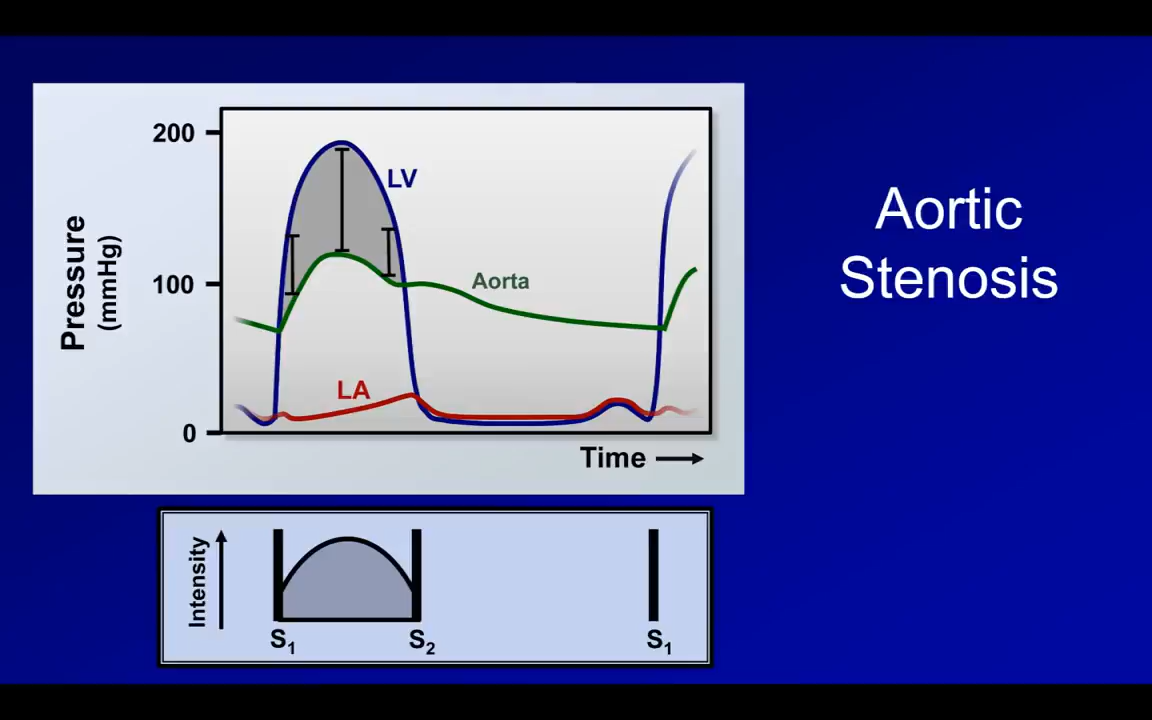 200
100
0
Pressure
(mmHg)
LV
Aorta
LA
Time
Aortic
Stenosis
Intensity
S1
S2
S1